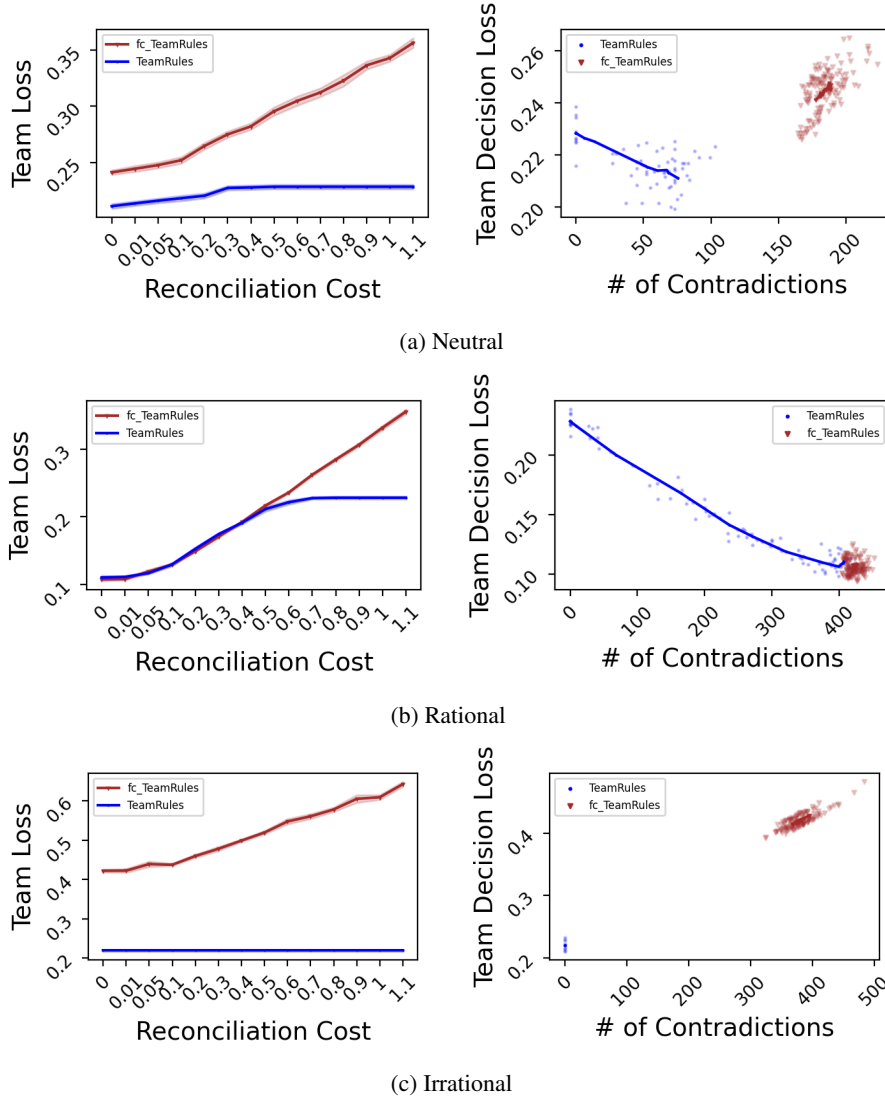 Team Loss
0.35
0.30
0.25
fc_TeamRules
TeamRules
0 0.01 0.05 0.1 0.2 0.3 0.4 0.5 0.6 0.7 0.8 0.9 1 1.1
Reconciliation Cost
Team Decision Loss
0.26
0.24
0.22
0.20
TeamRules
fc_TeamRules
0 50 100 150 200
# of Contradictions
(a) Neutral
Team Loss
0.3
0.2
0.1
fc_TeamRules
TeamRules
0 0.01 0.05 0.1 0.2 0.3 0.4 0.5 0.6 0.7 0.8 0.9 1 1.1
Reconciliation Cost
Team Decision Loss
0.20
0.15
0.10
TeamRules
fc_TeamRules
0 100 200 300 400
# of Contradictions
(b) Rational
Team Loss
0.6
0.5
0.4
0.3
0.2
fc_TeamRules
TeamRules
0 0.01 0.05 0.1 0.2 0.3 0.4 0.5 0.6 0.7 0.8 0.9 1 1.1
Reconciliation Cost
Team Decision Loss
0.4
0.3
0.2
TeamRules
fc_TeamRules
0 100 200 300 400 500
# of Contradictions
(c) Irrational